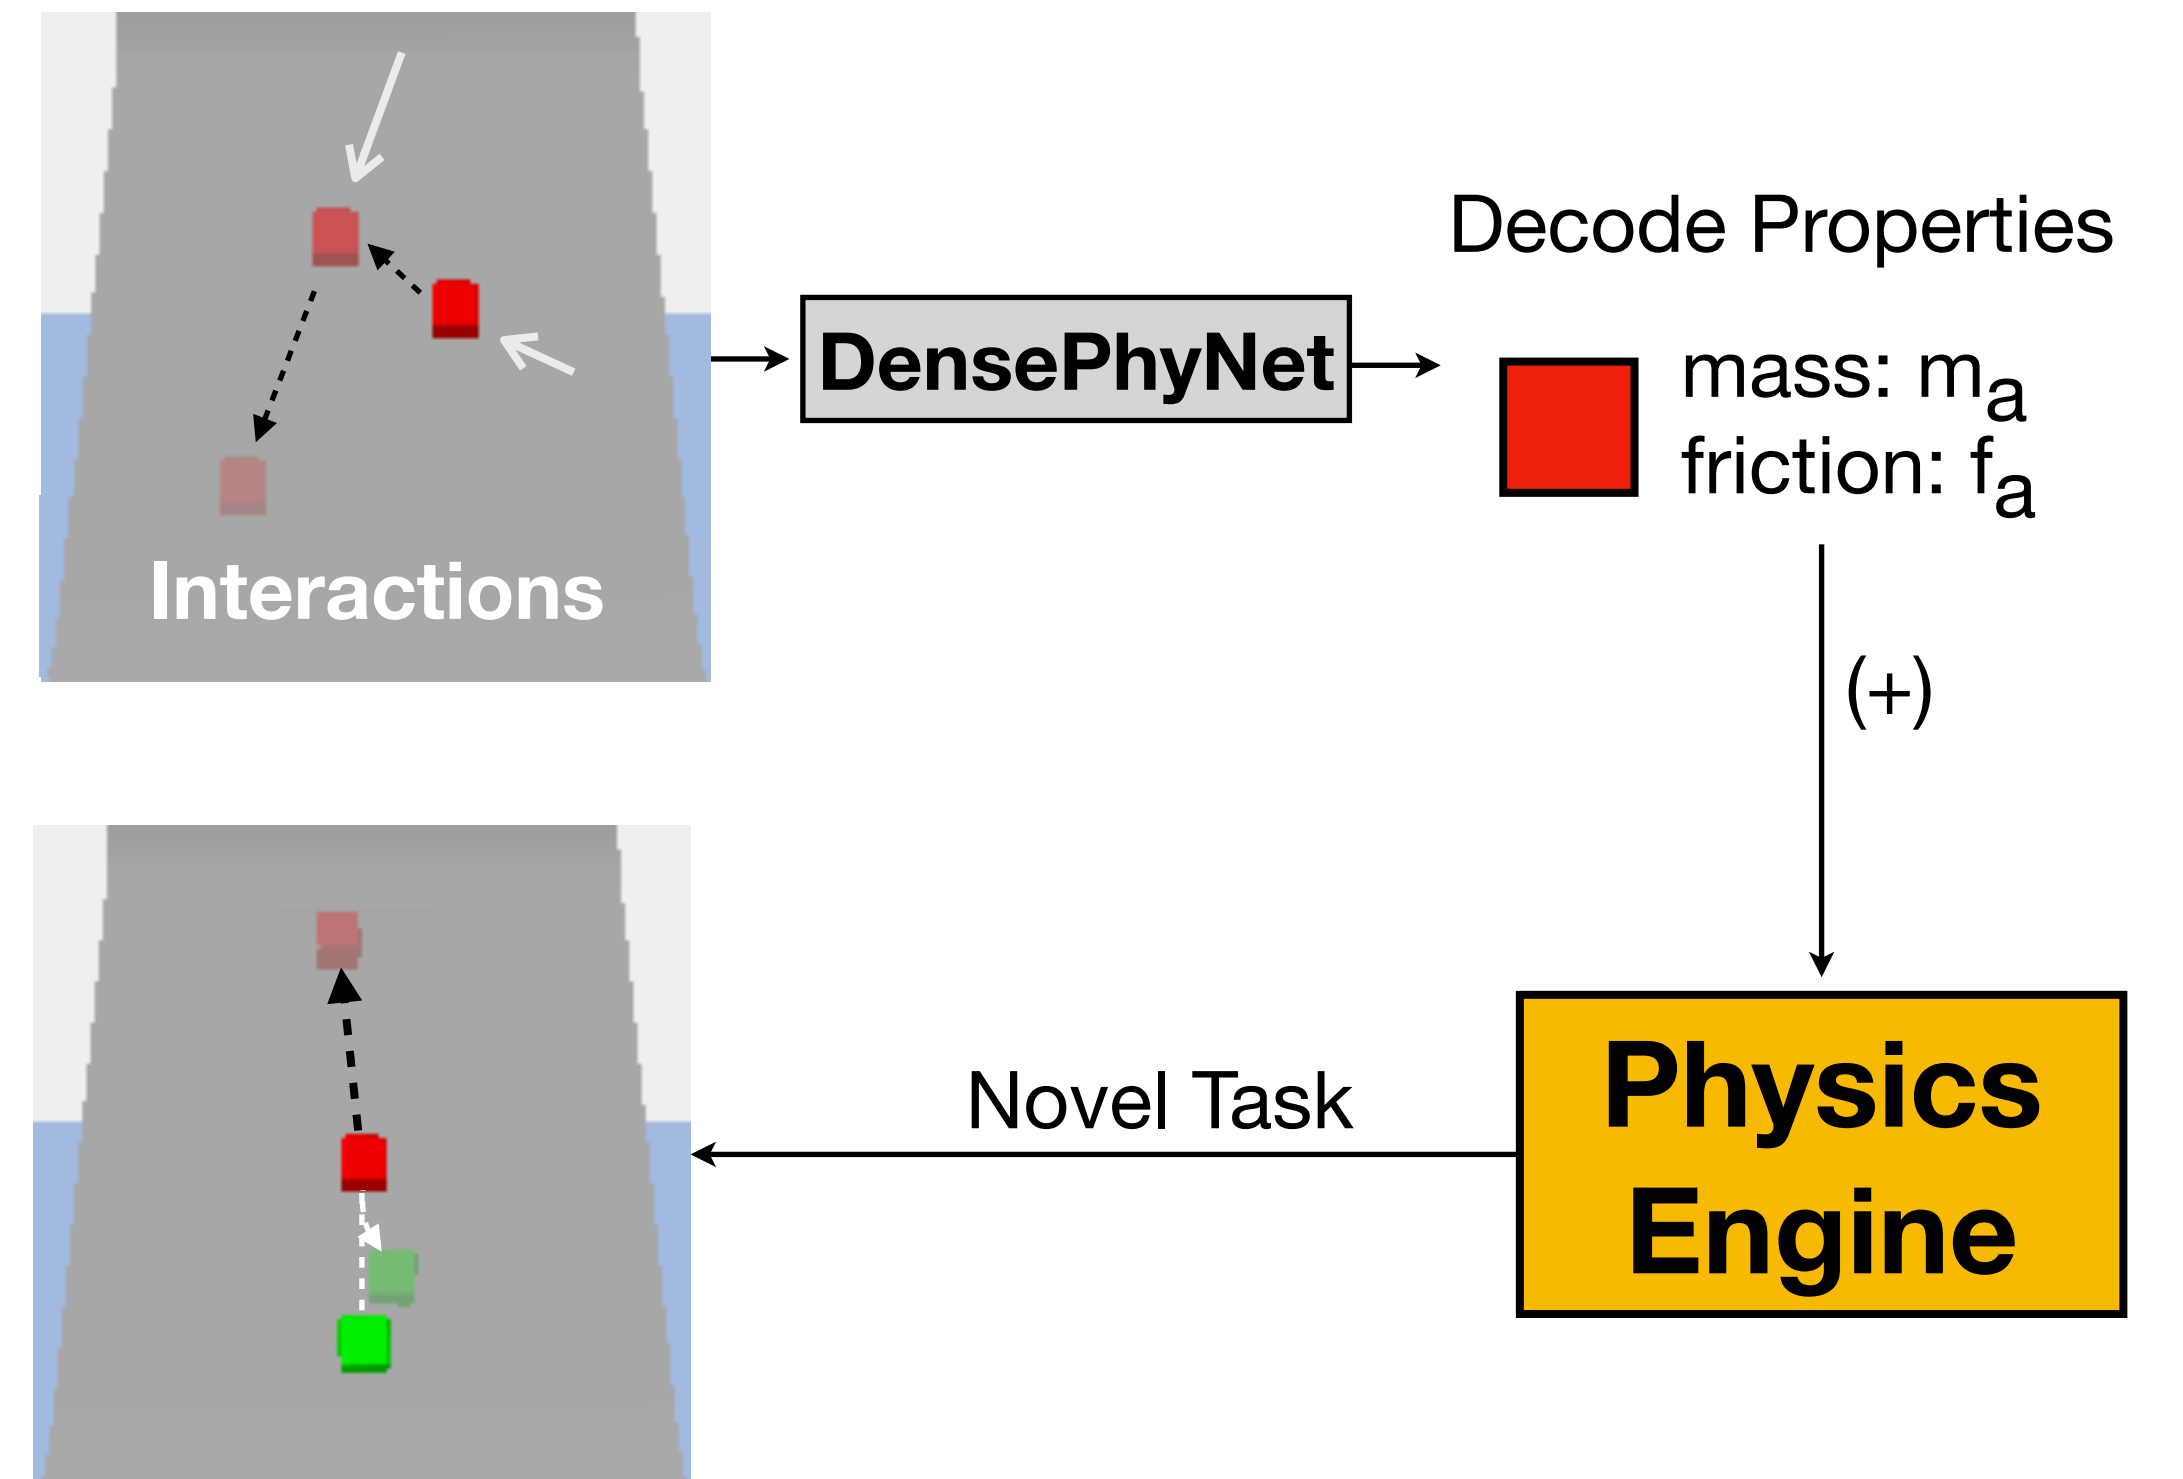 Interactions
DensePhyNet
Decode Properties
mass: mₐ
friction: fₐ
(+)
Physics
Engine
Novel Task